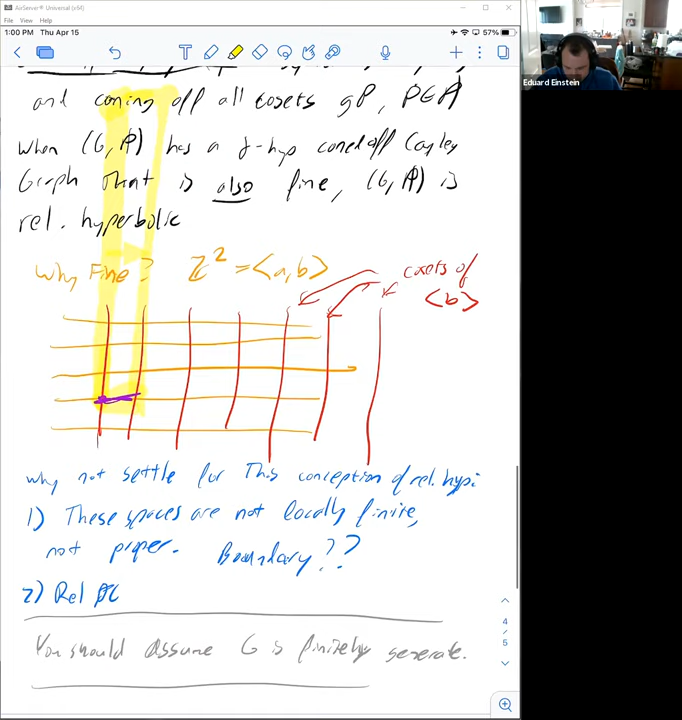 AirServer® Universal (x64)
File View Help
1:00 PM Thu Apr 15
57%
T
Eduard Einstein
and coning off all cosets gP, P∈ℙ
When (G, ℙ) has a δ-hyp coned off Cayley
Graph that is also fine, (G, ℙ) is
rel. hyperbolic
Why Fine? ℤ² = <a,b>
cosets of
<b>
Why not settle for This conception of rel. hyp:
1) These spaces are not locally finite,
not proper. Boundary??
2) Rel
You should assume G is finitely generate.
4
/
5